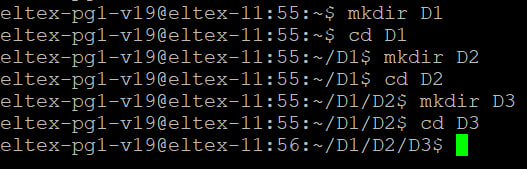 eltex-pg1-v19@eltex-11:55:~$ mkdir D1
eltex-pg1-v19@eltex-11:55:~$ cd D1
eltex-pg1-v19@eltex-11:55:~/D1$ mkdir D2
eltex-pg1-v19@eltex-11:55:~/D1$ cd D2
eltex-pg1-v19@eltex-11:55:~/D1/D2$ mkdir D3
eltex-pg1-v19@eltex-11:55:~/D1/D2$ cd D3
eltex-pg1-v19@eltex-11:56:~/D1/D2/D3$